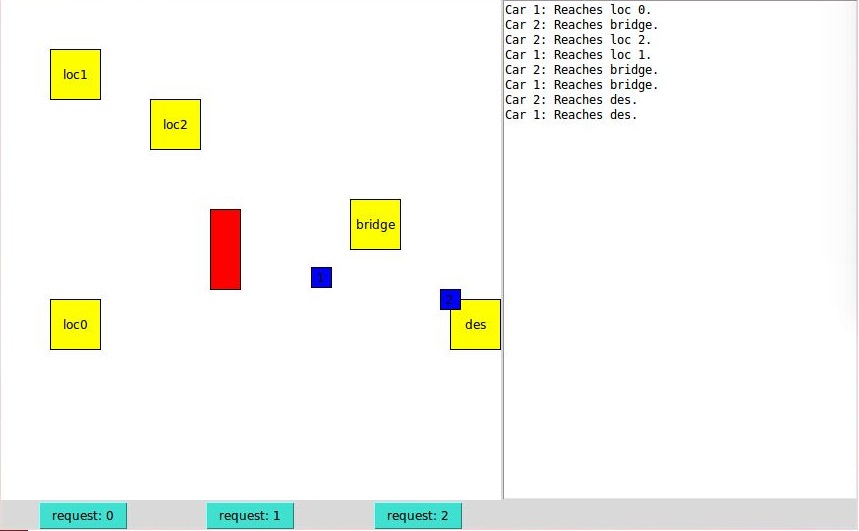 loc1
loc2
bridge
1
2
loc0
des
Car 1: Reaches loc 0.
Car 2: Reaches bridge.
Car 2: Reaches loc 2.
Car 1: Reaches loc 1.
Car 2: Reaches bridge.
Car 1: Reaches bridge.
Car 2: Reaches des.
Car 1: Reaches des.
request: 0
request: 1
request: 2